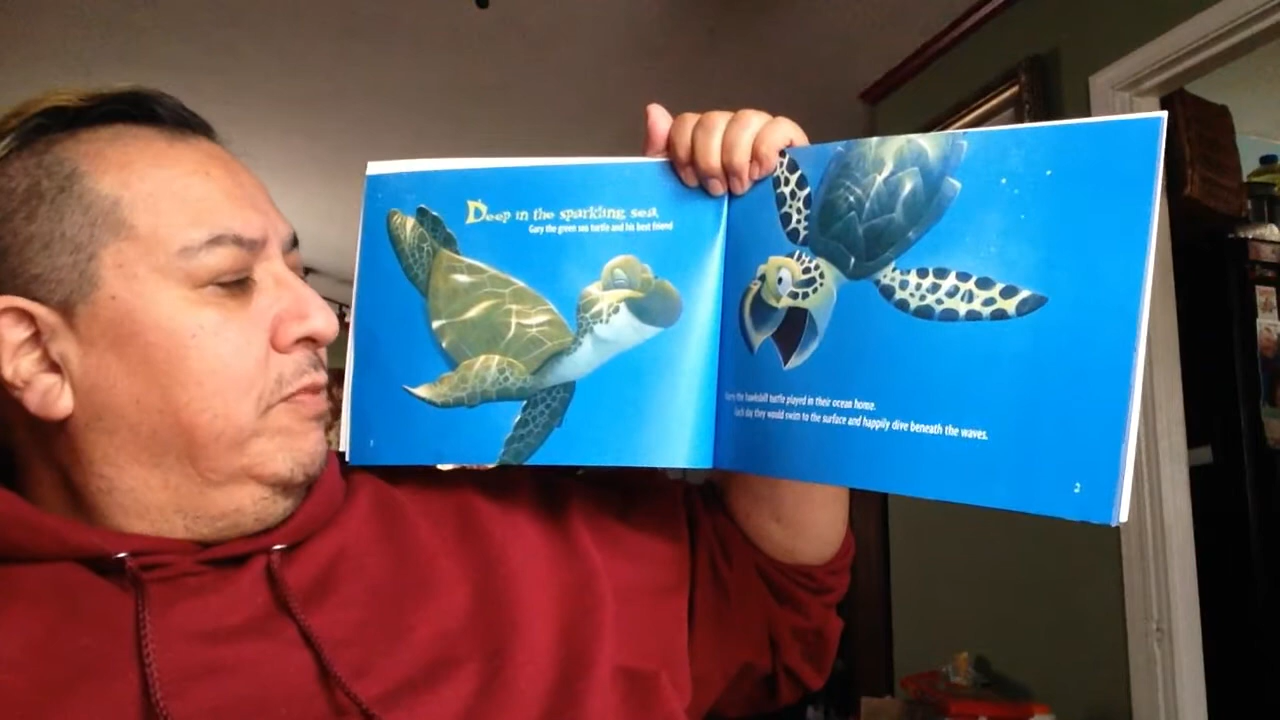 Deep in the sparkling sea,
Gary the green sea turtle and his best friend
the hawksbill turtle played in their ocean home.
Each day they would swim to the surface and happily dive beneath the waves.
2